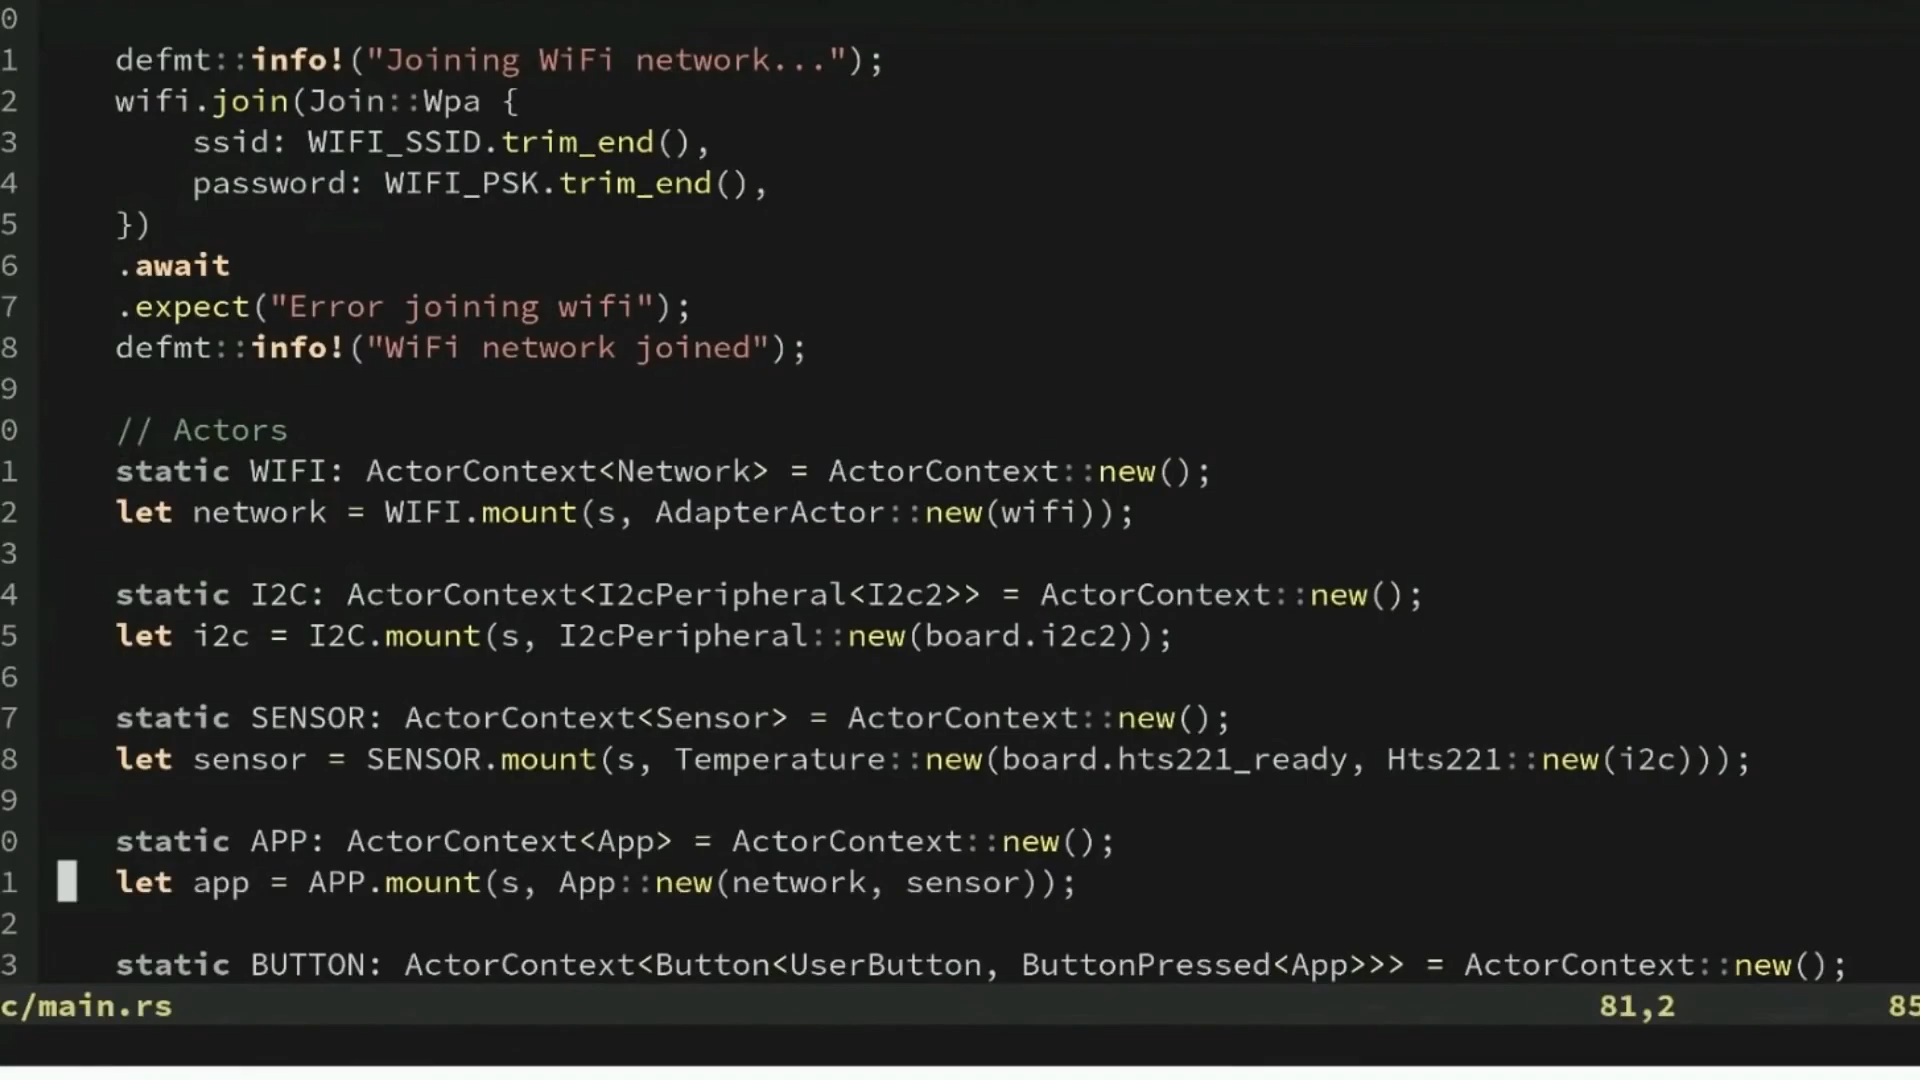 0
1 defmt::info!("Joining WiFi network...");
2 wifi.join(Join::Wpa {
3 ssid: WIFI_SSID.trim_end(),
4 password: WIFI_PSK.trim_end(),
5 })
6 .await
7 .expect("Error joining wifi");
8 defmt::info!("WiFi network joined");
9
0 // Actors
1 static WIFI: ActorContext<Network> = ActorContext::new();
2 let network = WIFI.mount(s, AdapterActor::new(wifi));
3
4 static I2C: ActorContext<I2cPeripheral<I2c2>> = ActorContext::new();
5 let i2c = I2C.mount(s, I2cPeripheral::new(board.i2c2));
6
7 static SENSOR: ActorContext<Sensor> = ActorContext::new();
8 let sensor = SENSOR.mount(s, Temperature::new(board.hts221_ready, Hts221::new(i2c)));
9
0 static APP: ActorContext<App> = ActorContext::new();
1 let app = APP.mount(s, App::new(network, sensor));
2
3 static BUTTON: ActorContext<Button<UserButton, ButtonPressed<App>>> = ActorContext::new();
c/main.rs 81,2 85